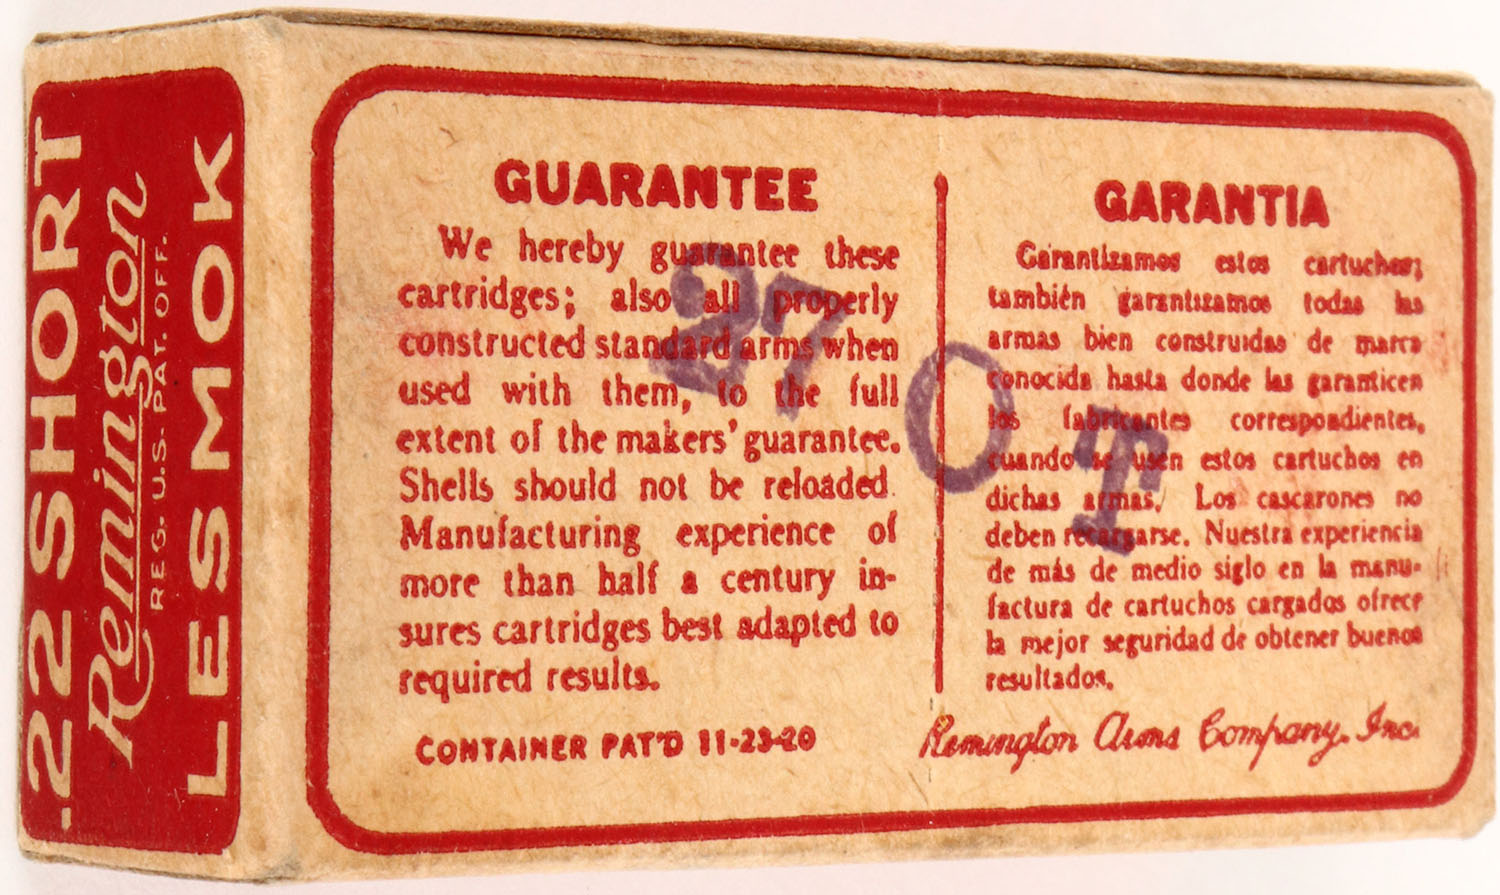 .22 SHORT
Remington
REG. U.S. PAT. OFF.
LESMOK
GUARANTEE
We hereby guarantee these
cartridges; also all properly
constructed standard arms when
used with them, to the full
extent of the makers' guarantee.
Shells should not be reloaded.
Manufacturing experience of
more than half a century in-
sures cartridges best adapted to
required results.
CONTAINER PAT'D 11-23-20
GARANTIA
Garantizamos estos cartuchos;
también garantizamos todas las
armas bien construidas de marca
conocida hasta donde las garanticen
los fabricantes correspondientes,
cuando se usen estos cartuchos en
dichas armas. Los cascarones no
deben recargarse. Nuestra experiencia
de más de medio siglo en la manu-
factura de cartuchos cargados ofrece
la mejor seguridad de obtener buenos
resultados.
Remington Arms Company, Inc.
27 O T